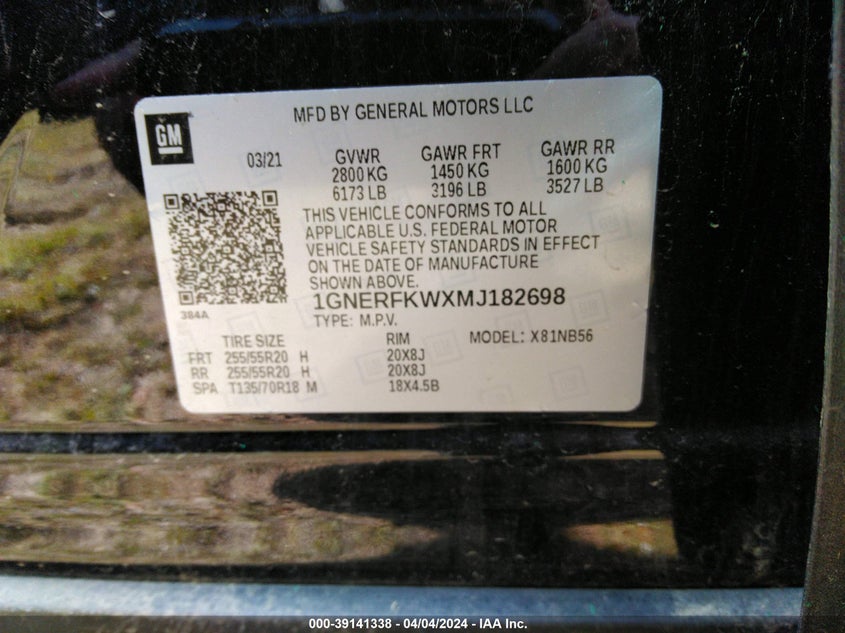 MFD BY GENERAL MOTORS LLC
GM
03/21
GVWR
2800 KG
6173 LB
GAWR FRT
1450 KG
3196 LB
GAWR RR
1600 KG
3527 LB
THIS VEHICLE CONFORMS TO ALL
APPLICABLE U.S. FEDERAL MOTOR
VEHICLE SAFETY STANDARDS IN EFFECT
ON THE DATE OF MANUFACTURE
SHOWN ABOVE.
384A
1GNERFKWXMJ182698
TYPE: M.P.V.
MODEL: X81NB56
TIRE SIZE RIM
FRT 255/55R20 H 20X8J
RR 255/55R20 H 20X8J
SPA T135/70R18 M 18X4.5B
000-39141338 - 04/04/2024 - IAA Inc.